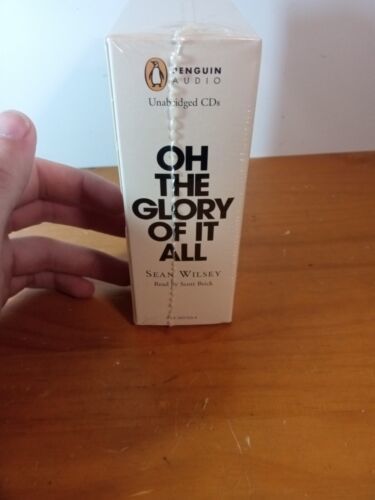 PENGUIN
AUDIO
Unabridged CDs
OH
THE
GLORY
OF IT
ALL
SEAN WILSEY
Read by Scott Brick